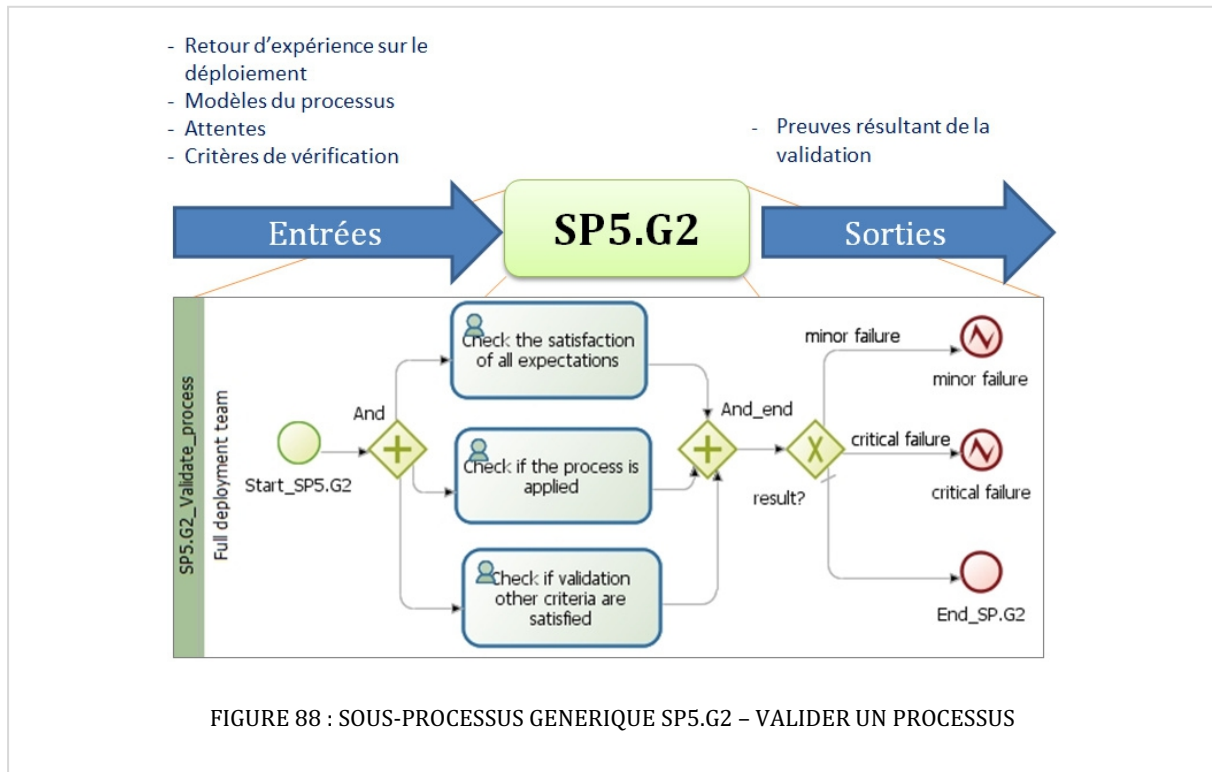 - Retour d'expérience sur le
déploiement
- Modèles du processus
- Attentes
- Critères de vérification
- Preuves résultant de la
validation
Entrées
SP5.G2
Sorties
SP5.G2_Validate_process
Full deployment team
Start_SP5.G2
And
Check the satisfaction
of all expectations
Check if the process is
applied
Check if validation
other criteria are
satisfied
And_end
result?
minor failure
minor failure
critical failure
critical failure
End_SP.G2
FIGURE 88 : SOUS-PROCESSUS GENERIQUE SP5.G2 – VALIDER UN PROCESSUS